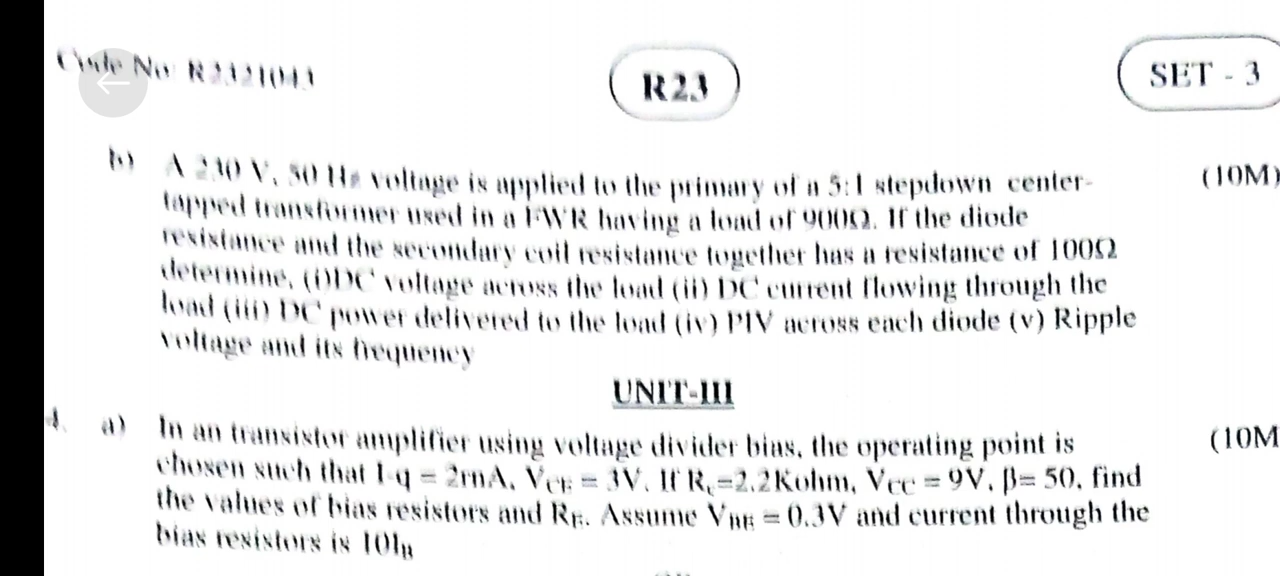 Code No: R2321043
R23
SET - 3
b) A 230 V, 50 Hz voltage is applied to the primary of a 5:1 stepdown center- (10M)
tapped transformer used in a FWR having a load of 900Ω. If the diode
resistance and the secondary coil resistance together has a resistance of 100Ω
determine, (i)DC voltage across the load (ii) DC current flowing through the
load (iii) DC power delivered to the load (iv) PIV across each diode (v) Ripple
voltage and its frequency
UNIT-III
4. a) In an transistor amplifier using voltage divider bias, the operating point is (10M
chosen such that I-q = 2mA, VCE = 3V. If Rc=2.2Kohm, VCC = 9V, β= 50, find
the values of bias resistors and RE. Assume VBE = 0.3V and current through the
bias resistors is 10IB